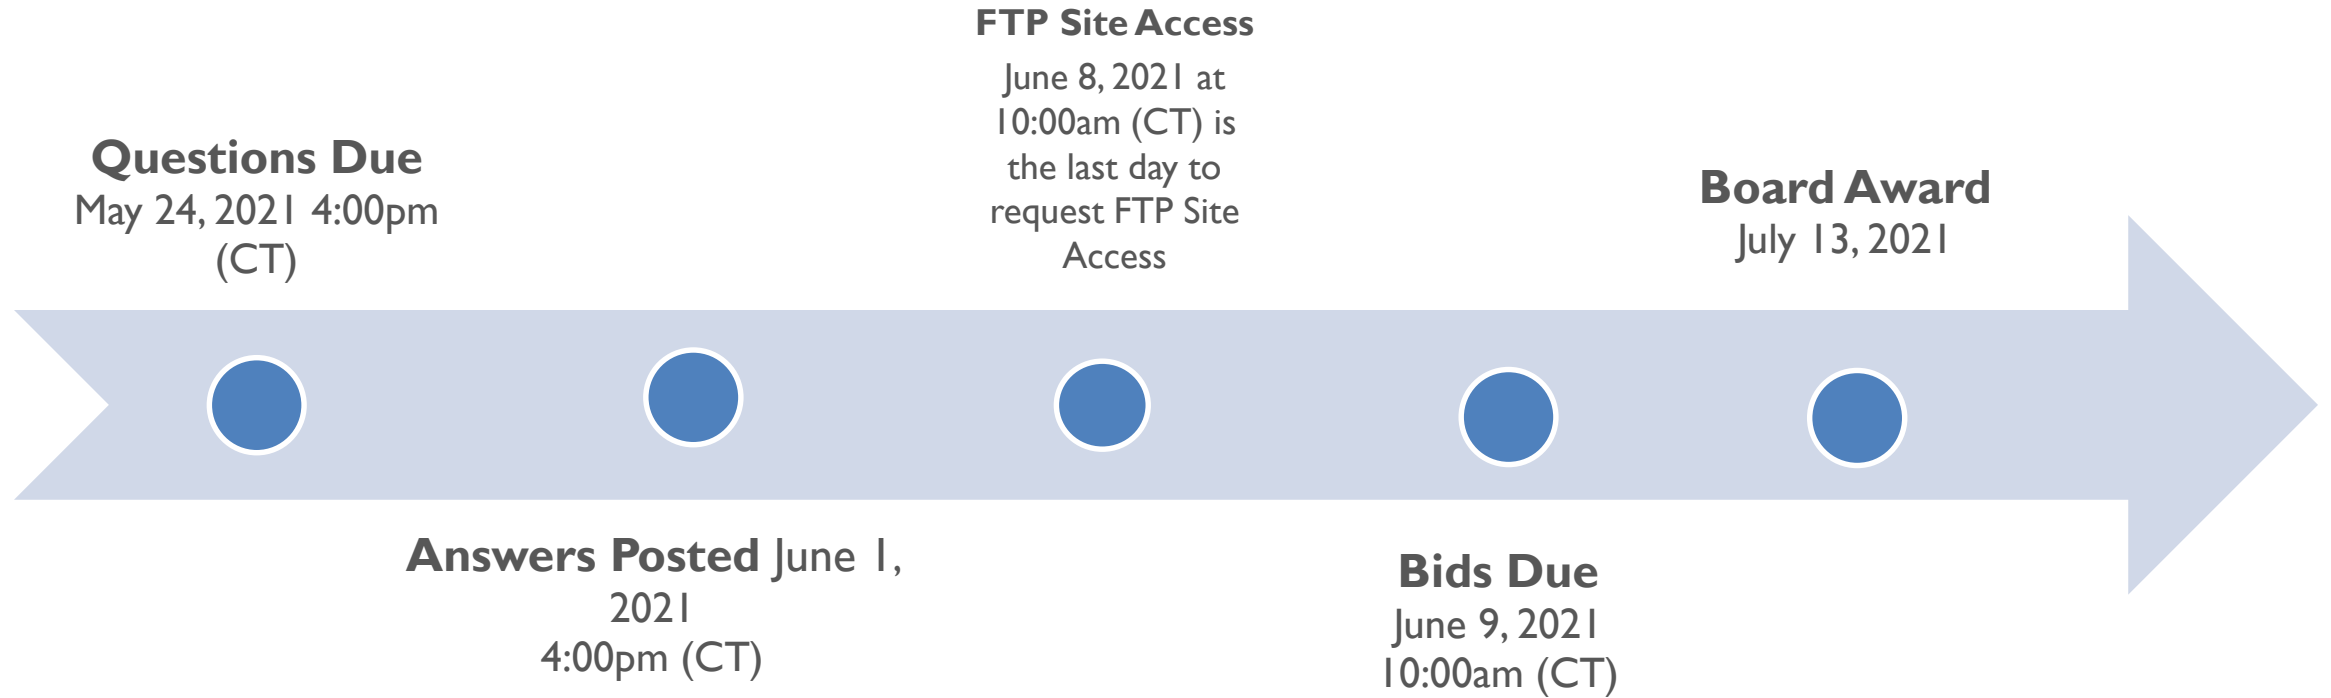 Questions Due
May 24, 2021 4:00pm
(CT)
Answers Posted June 1,
2021
4:00pm (CT)
FTP Site Access
June 8, 2021 at
10:00am (CT) is
the last day to
request FTP Site
Access
Bids Due
June 9, 2021
10:00am (CT)
Board Award
July 13, 2021